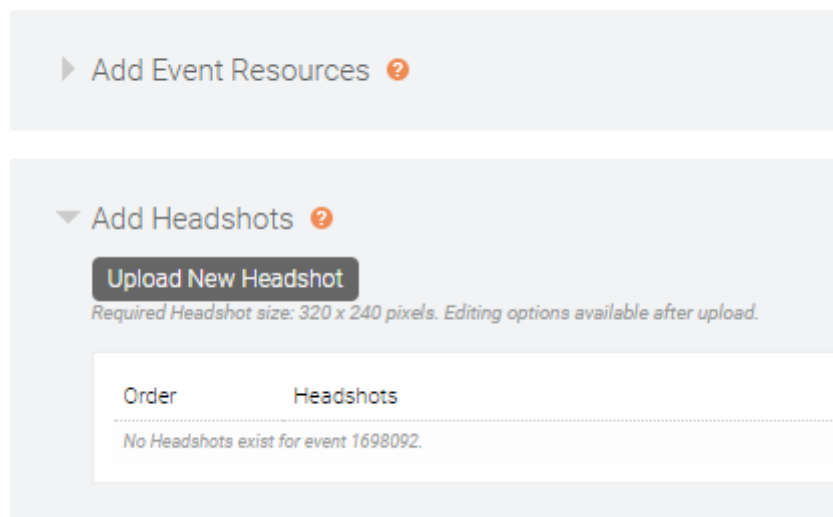 Add Event Resources ?
Add Headshots ?
Upload New Headshot
Required Headshot size: 320 x 240 pixels. Editing options available after upload.
Order Headshots
No Headshots exist for event 1698092.